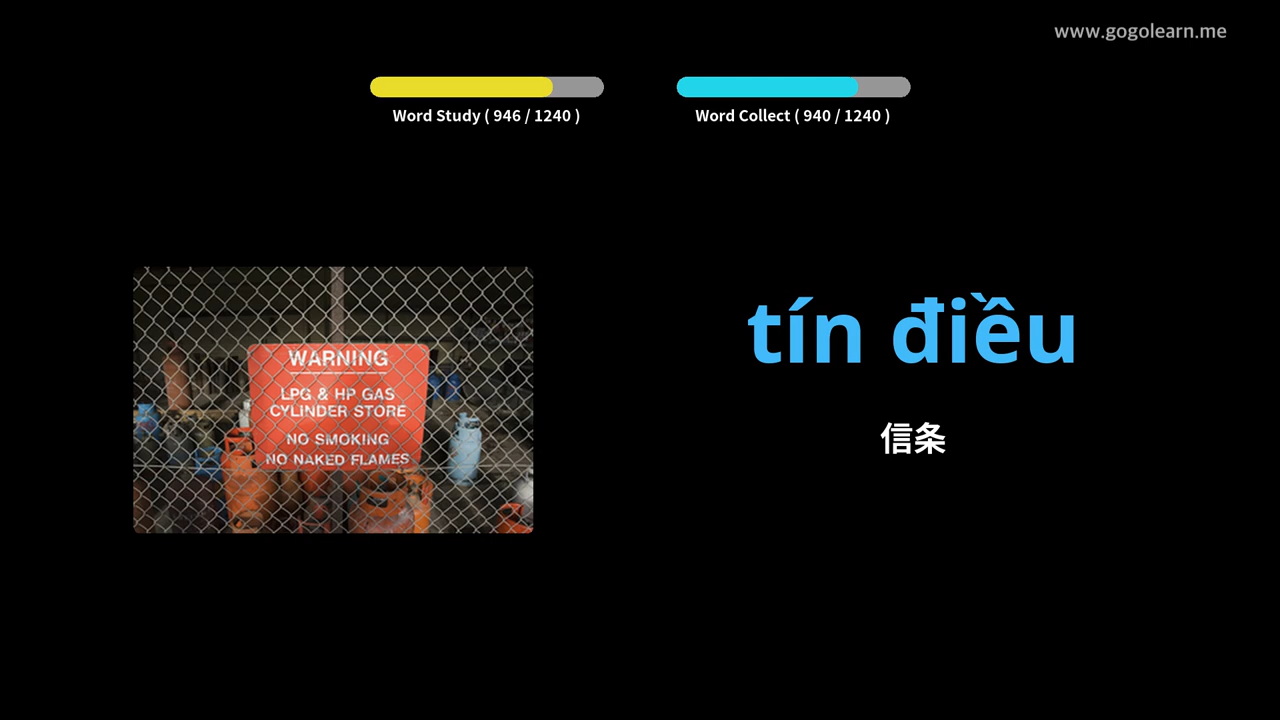 www.gogolearn.me
Word Study ( 946 / 1240 )
Word Collect ( 940 / 1240 )
WARNING
LPG & HP GAS
CYLINDER STORE
NO SMOKING
NO NAKED FLAMES
tín điều
信条